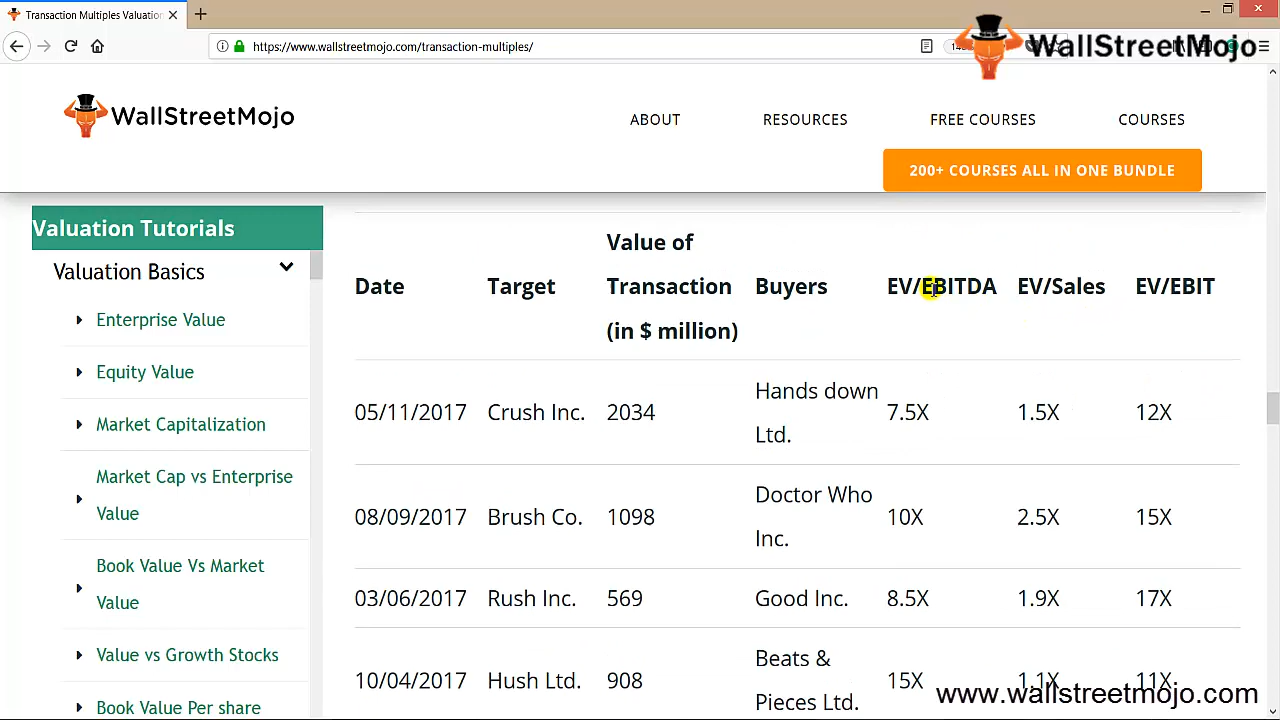 Transaction Multiples Valuation
https://www.wallstreetmojo.com/transaction-multiples/
WallStreetMojo
WallStreetMojo
ABOUT
RESOURCES
FREE COURSES
COURSES
200+ COURSES ALL IN ONE BUNDLE
Valuation Tutorials
Valuation Basics
Enterprise Value
Equity Value
Market Capitalization
Market Cap vs Enterprise
Value
Book Value Vs Market
Value
Value vs Growth Stocks
Book Value Per share
Value of
Date Target Transaction Buyers EV/EBITDA EV/Sales EV/EBIT
(in $ million)
Hands down
05/11/2017 Crush Inc. 2034 7.5X 1.5X 12X
Ltd.
Doctor Who
08/09/2017 Brush Co. 1098 10X 2.5X 15X
Inc.
03/06/2017 Rush Inc. 569 Good Inc. 8.5X 1.9X 17X
Beats &
10/04/2017 Hush Ltd. 908 15X 1.1X 11X
Pieces Ltd.
www.wallstreetmojo.com